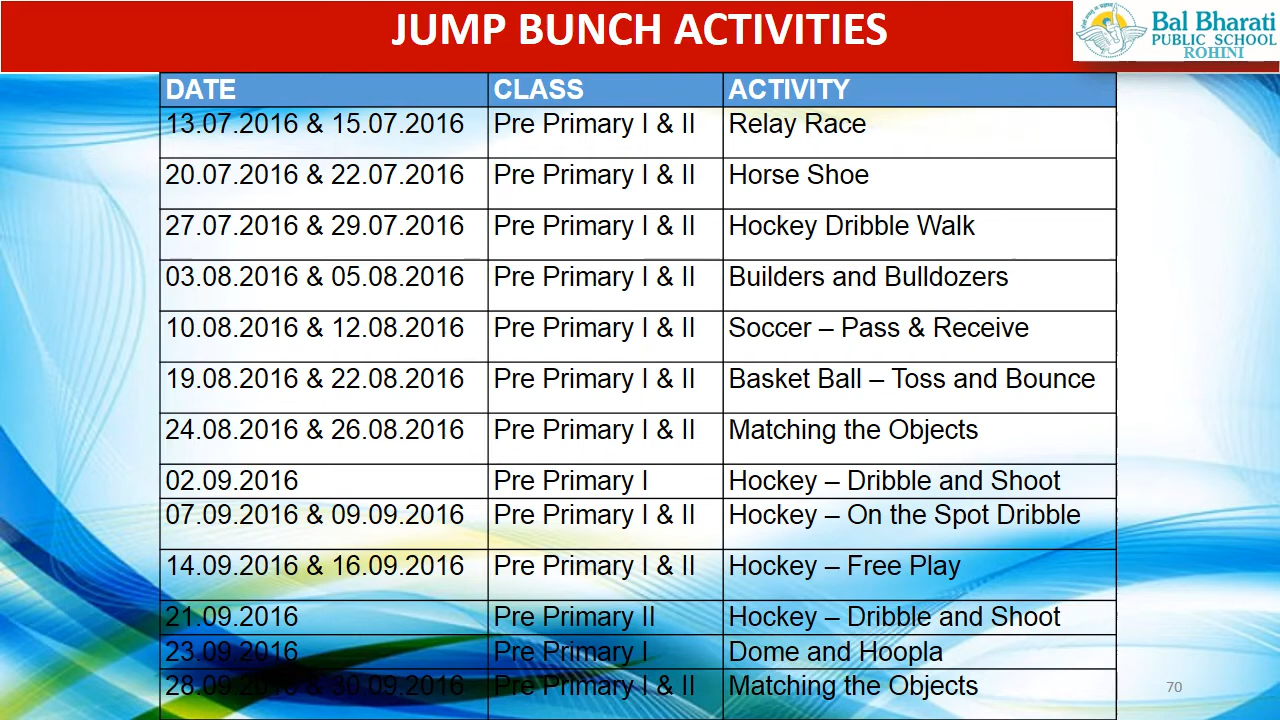 JUMP BUNCH ACTIVITIES
Bal Bharati
PUBLIC SCHOOL
ROHINI
DATE CLASS ACTIVITY
13.07.2016 & 15.07.2016 Pre Primary I & II Relay Race
20.07.2016 & 22.07.2016 Pre Primary I & II Horse Shoe
27.07.2016 & 29.07.2016 Pre Primary I & II Hockey Dribble Walk
03.08.2016 & 05.08.2016 Pre Primary I & II Builders and Bulldozers
10.08.2016 & 12.08.2016 Pre Primary I & II Soccer – Pass & Receive
19.08.2016 & 22.08.2016 Pre Primary I & II Basket Ball – Toss and Bounce
24.08.2016 & 26.08.2016 Pre Primary I & II Matching the Objects
02.09.2016 Pre Primary I Hockey – Dribble and Shoot
07.09.2016 & 09.09.2016 Pre Primary I & II Hockey – On the Spot Dribble
14.09.2016 & 16.09.2016 Pre Primary I & II Hockey – Free Play
21.09.2016 Pre Primary II Hockey – Dribble and Shoot
23.09.2016 Pre Primary I Dome and Hoopla
28.09.2016 & 30.09.2016 Pre Primary I & II Matching the Objects
70